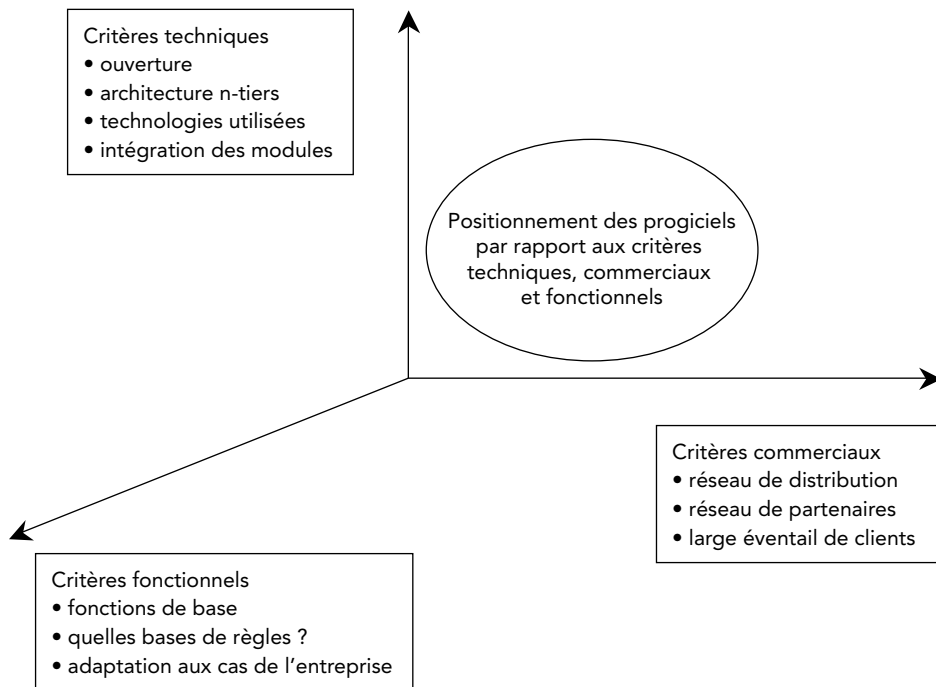 Critères techniques
• ouverture
• architecture n-tiers
• technologies utilisées
• intégration des modules
Positionnement des progiciels
par rapport aux critères
techniques, commerciaux
et fonctionnels
Critères commerciaux
• réseau de distribution
• réseau de partenaires
• large éventail de clients
Critères fonctionnels
• fonctions de base
• quelles bases de règles ?
• adaptation aux cas de l’entreprise